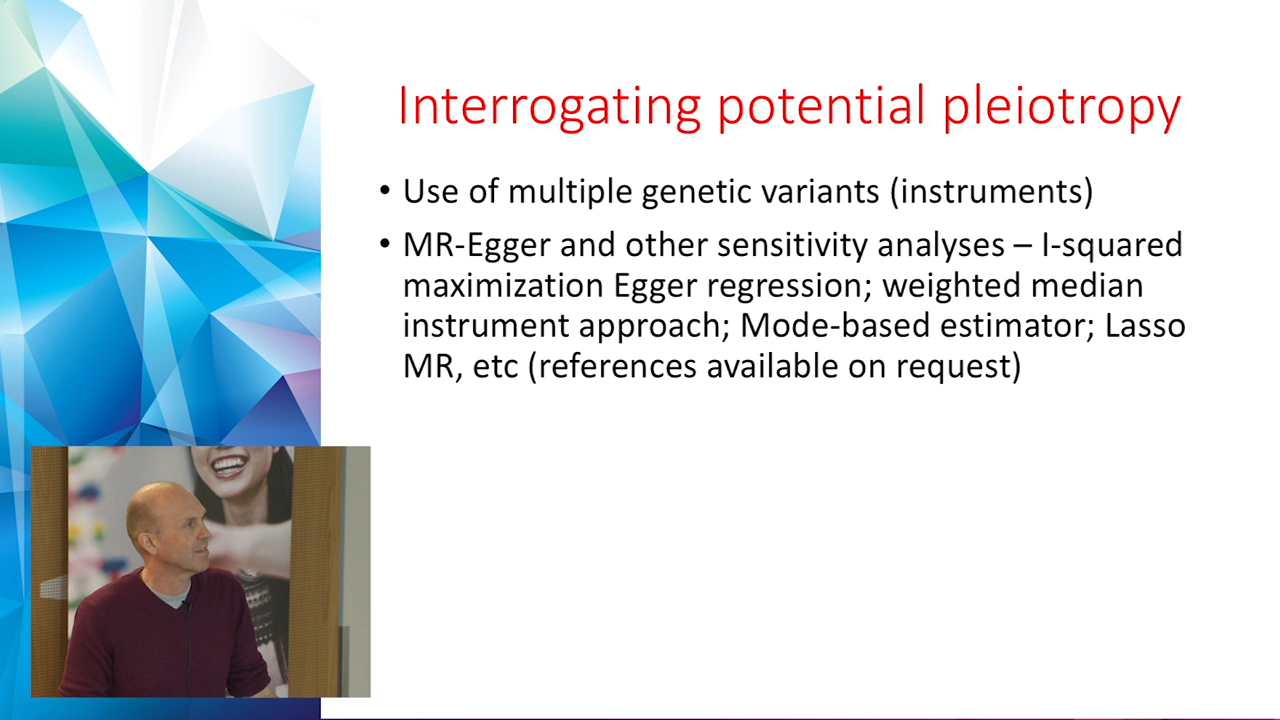 Interrogating potential pleiotropy
• Use of multiple genetic variants (instruments)
• MR-Egger and other sensitivity analyses – I-squared
maximization Egger regression; weighted median
instrument approach; Mode-based estimator; Lasso
MR, etc (references available on request)